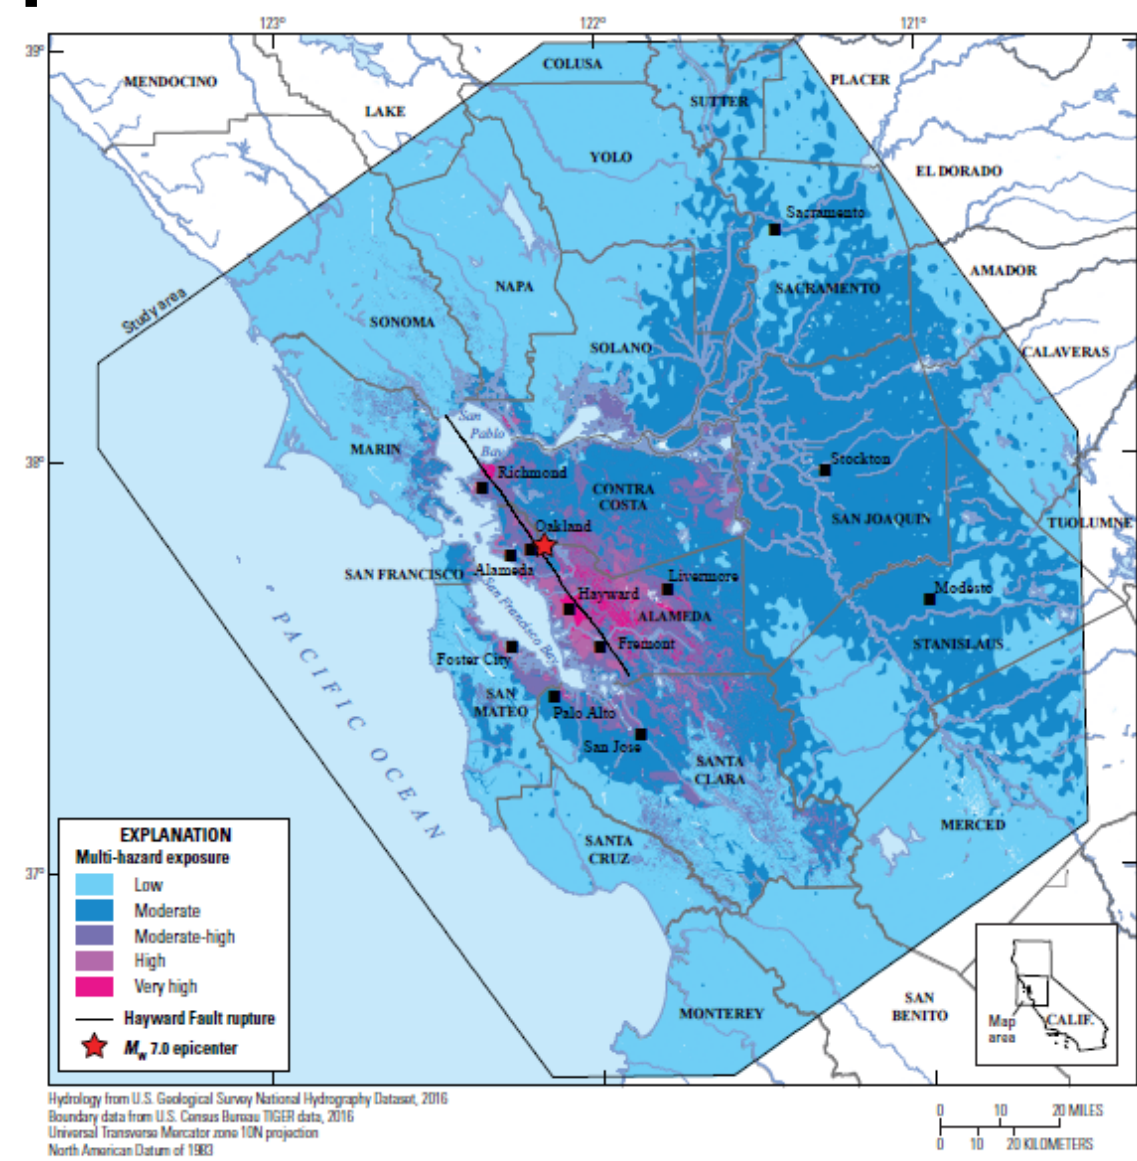 123° 122° 121°
39°
COLUSA
MENDOCINO
PLACER
SUTTER
LAKE
YOLO
EL DORADO
Sacramento
AMADOR
NAPA
SACRAMENTO
Study area
SONOMA
SOLANO
CALAVERAS
San
Pablo
Bay
MARIN
38°
Stockton
Richmond
CONTRA
COSTA
SAN JOAQUIN
TUOLUMNE
Oakland
SAN FRANCISCO
Alameda
Livermore
Modesto
Hayward
San Francisco Bay
ALAMEDA
STANISLAUS
Fremont
Foster City
PACIFIC OCEAN
SAN
MATEO
Palo Alto
San Jose
SANTA
CLARA
MERCED
SANTA
CRUZ
37°
EXPLANATION
Multi-hazard exposure
Low
Moderate
Moderate-high
High
Very high
Hayward Fault rupture
Mw 7.0 epicenter
MONTEREY
SAN
BENITO
Map
area
CALIF.
Hydrology from U.S. Geological Survey National Hydrography Dataset, 2016
Boundary data from U.S. Census Bureau TIGER data, 2016
Universal Transverse Mercator zone 10N projection
North American Datum of 1983
0 10 20 MILES
0 10 20 KILOMETERS